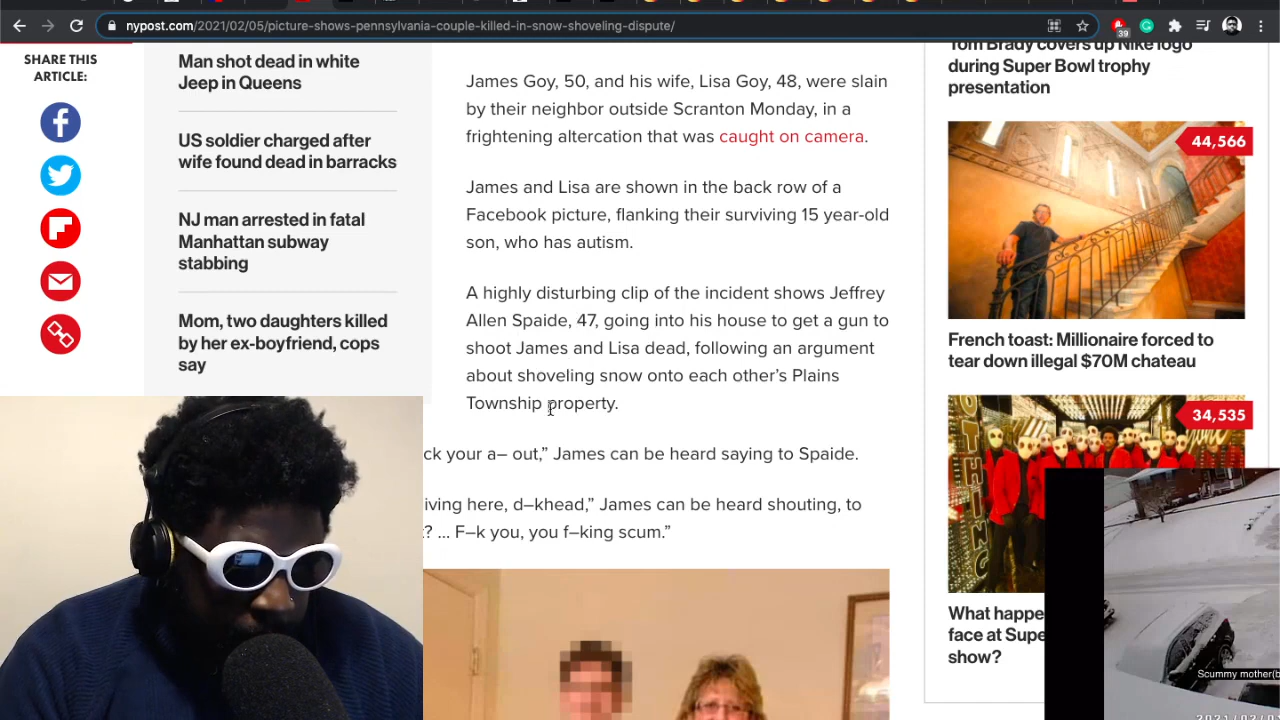 nypost.com/2021/02/05/picture-shows-pennsylvania-couple-killed-in-snow-shoveling-dispute/
39
SHARE THIS
ARTICLE:
Man shot dead in white
Jeep in Queens
US soldier charged after
wife found dead in barracks
NJ man arrested in fatal
Manhattan subway
stabbing
Mom, two daughters killed
by her ex-boyfriend, cops
say
James Goy, 50, and his wife, Lisa Goy, 48, were slain
by their neighbor outside Scranton Monday, in a
frightening altercation that was caught on camera.
James and Lisa are shown in the back row of a
Facebook picture, flanking their surviving 15 year-old
son, who has autism.
A highly disturbing clip of the incident shows Jeffrey
Allen Spaide, 47, going into his house to get a gun to
shoot James and Lisa dead, following an argument
about shoveling snow onto each other’s Plains
Township property.
ck your a– out,” James can be heard saying to Spaide.
iving here, d–khead,” James can be heard shouting, to
? ... F–k you, you f–king scum.”
Tom Brady covers up Nike logo
during Super Bowl trophy
presentation
44,566
French toast: Millionaire forced to
tear down illegal $70M chateau
34,535
OTHING
What happe
face at Supe
show?
Scummy mother(b